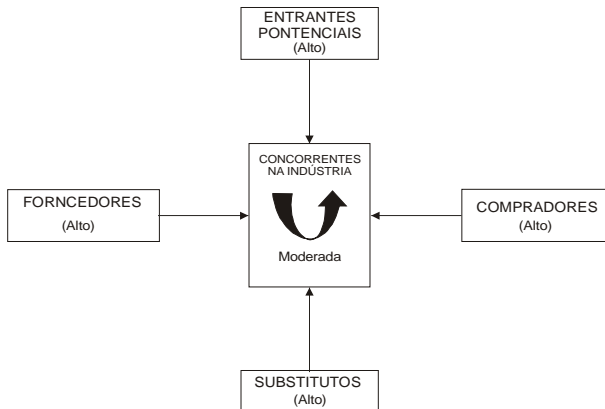 ENTRANTES
PONTENCIAIS
(Alto)
CONCORRENTES
NA INDÚSTRIA
Moderada
FORNCEDORES
(Alto)
COMPRADORES
(Alto)
SUBSTITUTOS
(Alto)